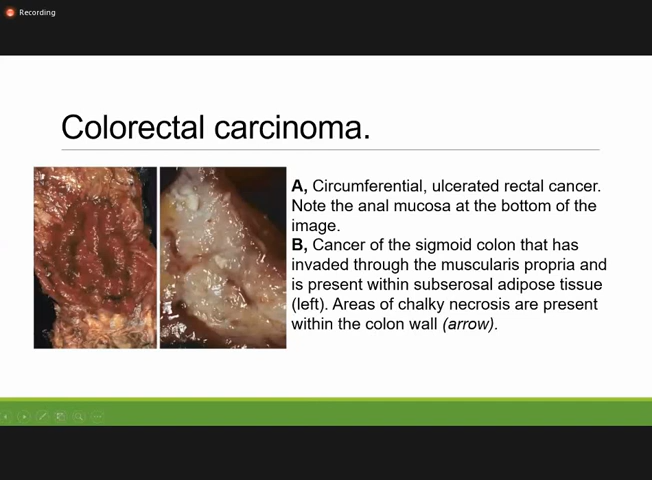 Recording
Colorectal carcinoma.
A, Circumferential, ulcerated rectal cancer.
Note the anal mucosa at the bottom of the
image.
B, Cancer of the sigmoid colon that has
invaded through the muscularis propria and
is present within subserosal adipose tissue
(left). Areas of chalky necrosis are present
within the colon wall (arrow).